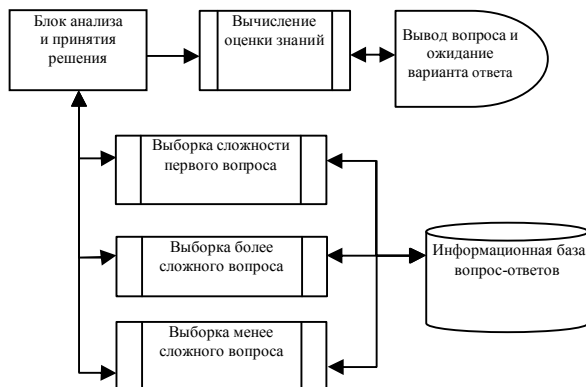 Блок анализа
и принятия
решения
Вычисление
оценки знаний
Вывод вопроса и
ожидание
варианта ответа
Выборка сложности
первого вопроса
Выборка более
сложного вопроса
Информационная база
вопрос-ответов
Выборка менее
сложного вопроса